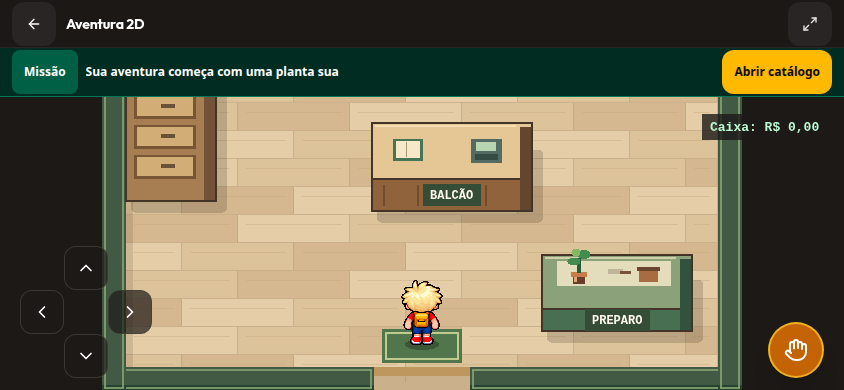 Aventura 2D
Missão
Sua aventura começa com uma planta sua
Abrir catálogo
Caixa: R$ 0,00
BALCÃO
PREPARO